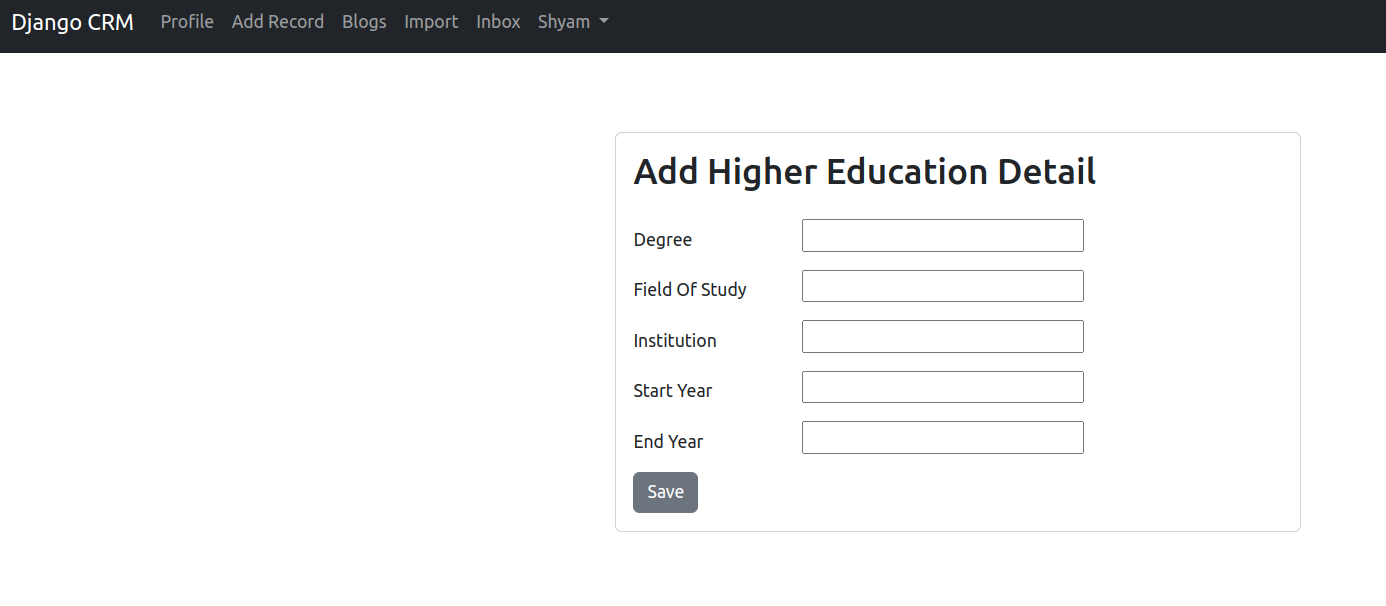 Django CRM Profile Add Record Blogs Import Inbox Shyam
Add Higher Education Detail
Degree
Field Of Study
Institution
Start Year
End Year
Save